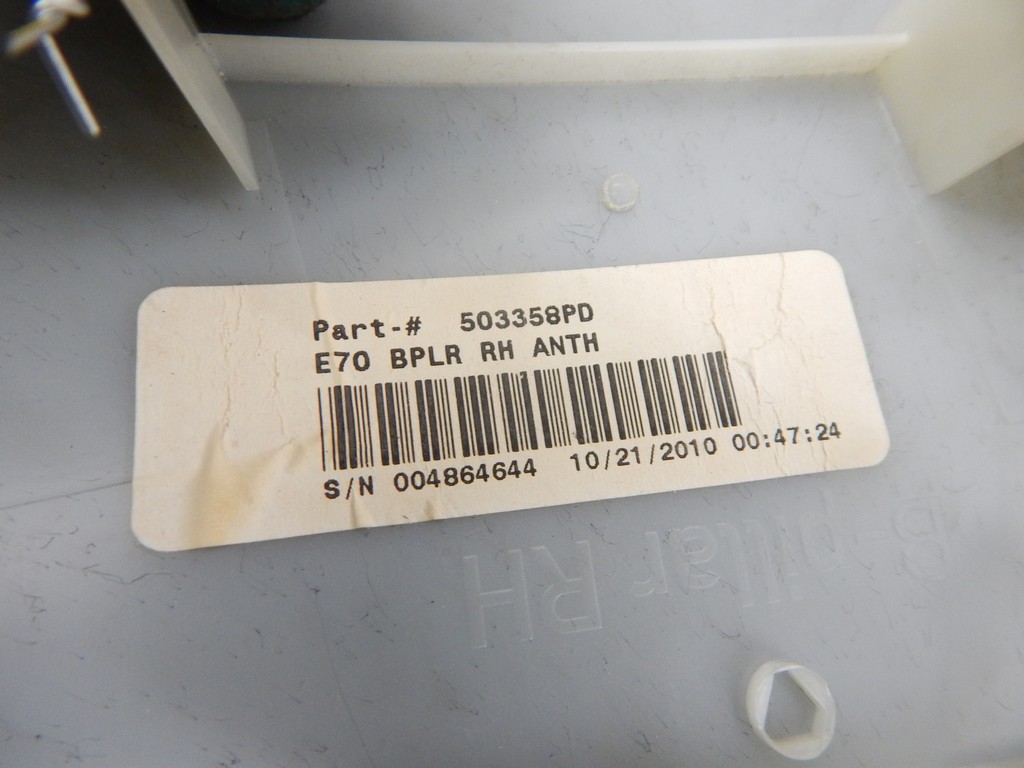 Part-# 503358PD
E70 BPLR RH ANTH
S/N 004864644 10/21/2010 00:47:24
B-pillar RH